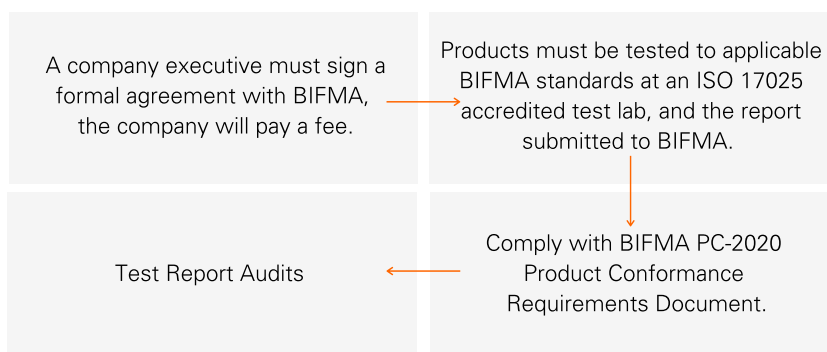 A company executive must sign a
formal agreement with BIFMA,
the company will pay a fee.
Products must be tested to applicable
BIFMA standards at an ISO 17025
accredited test lab, and the report
submitted to BIFMA.
Comply with BIFMA PC-2020
Product Conformance
Requirements Document.
Test Report Audits